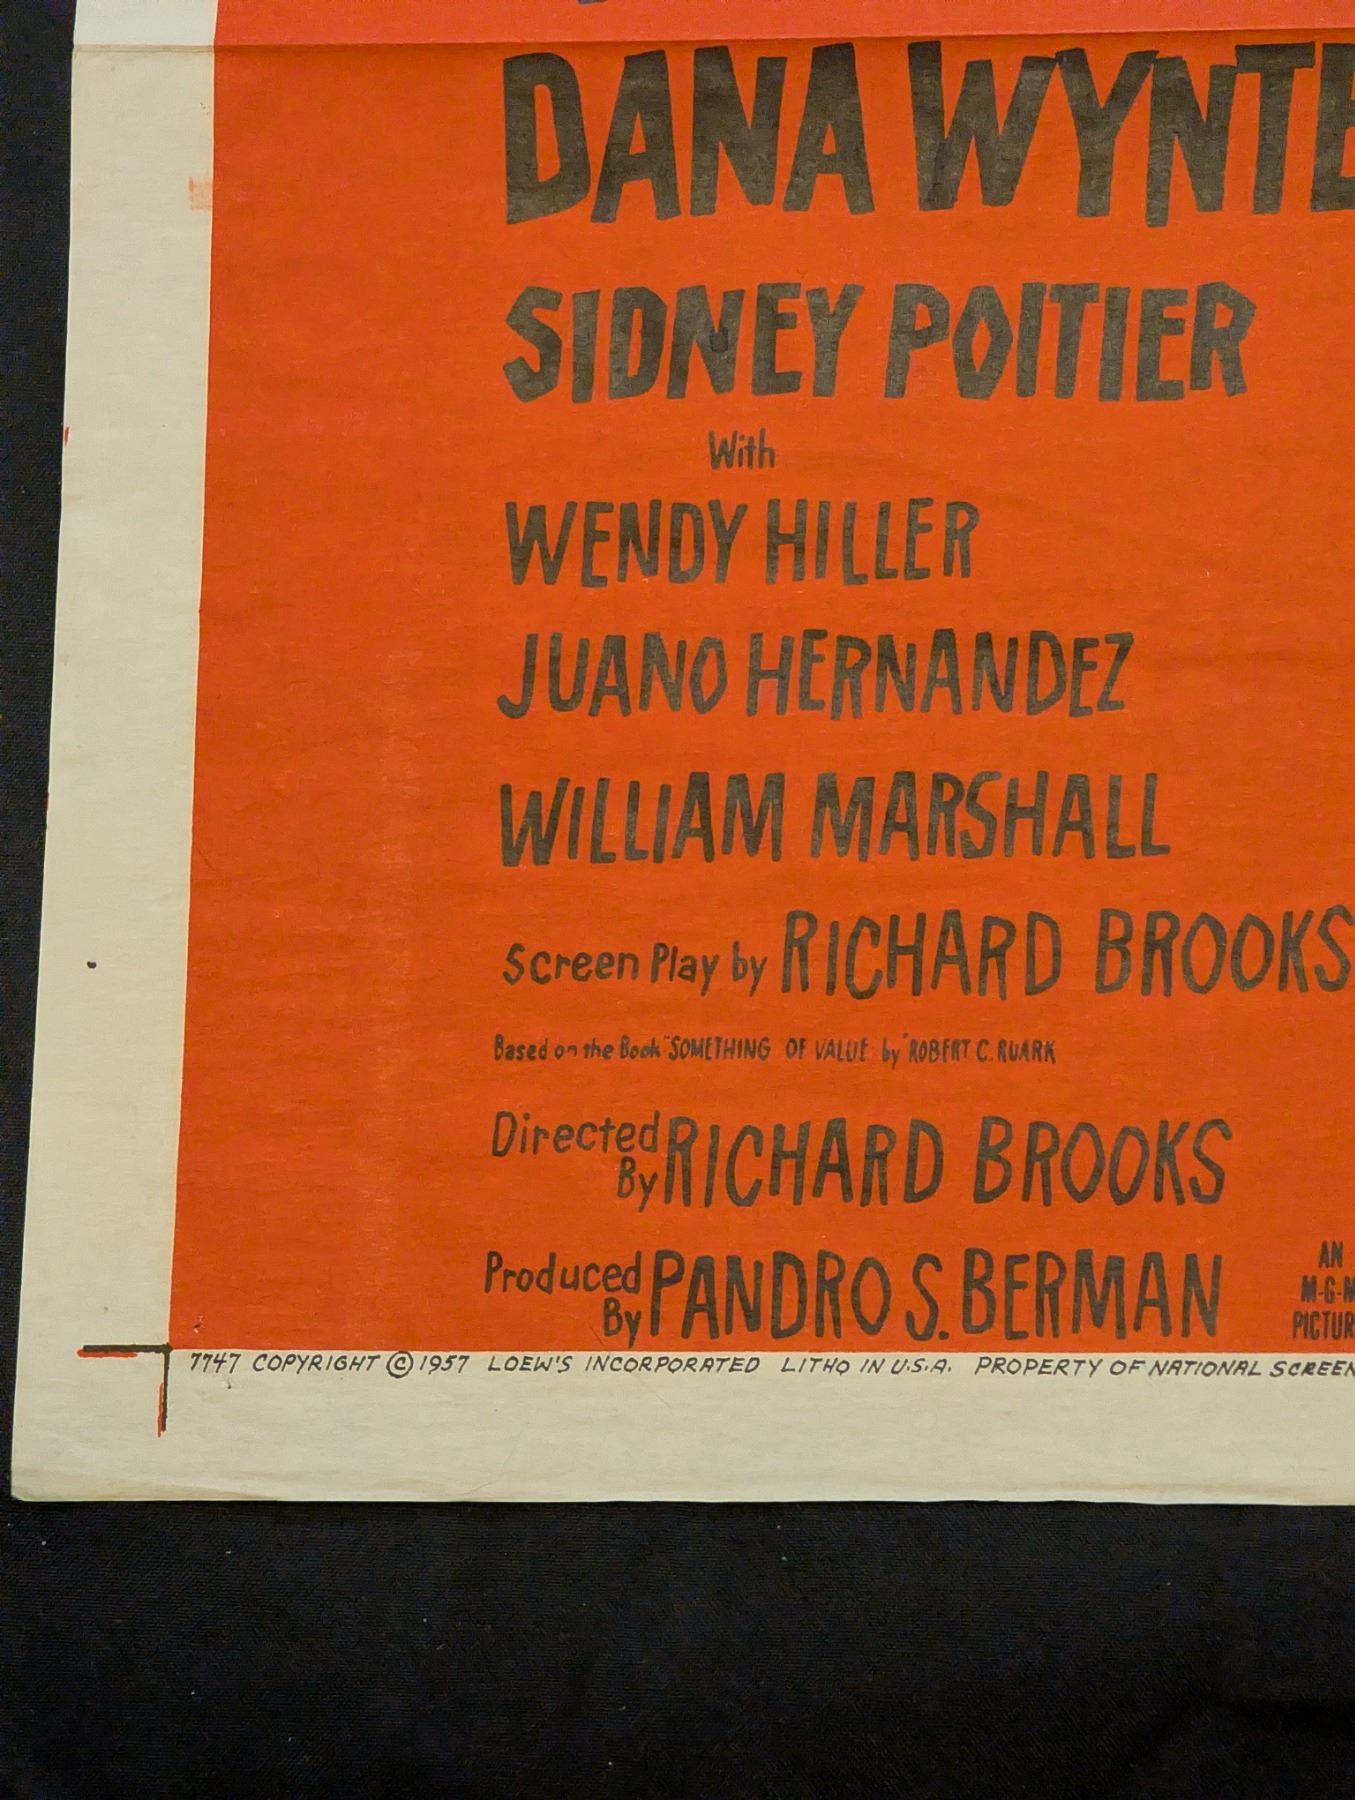 DANA WYNTE
SIDNEY POITIER
With
WENDY HILLER
JUANO HERNANDEZ
WILLIAM MARSHALL
Screen Play by RICHARD BROOKS
Based on the Book "SOMETHING OF VALUE by" ROBERT C. RUARK
Directed By RICHARD BROOKS
Produced By PANDRO S. BERMAN
AN
M-G-M
PICTUR
7747 COPYRIGHT © 1957 LOEW'S INCORPORATED LITHO IN U.S.A. PROPERTY OF NATIONAL SCREEN